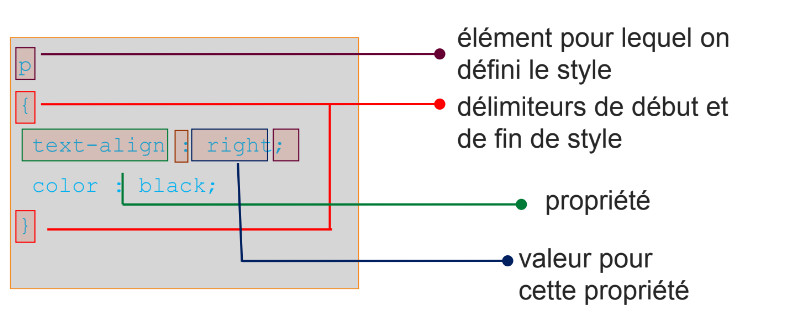 p
{
text-align : right;
color : black;
}
élément pour lequel on
défini le style
délimiteurs de début et
de fin de style
propriété
valeur pour
cette propriété